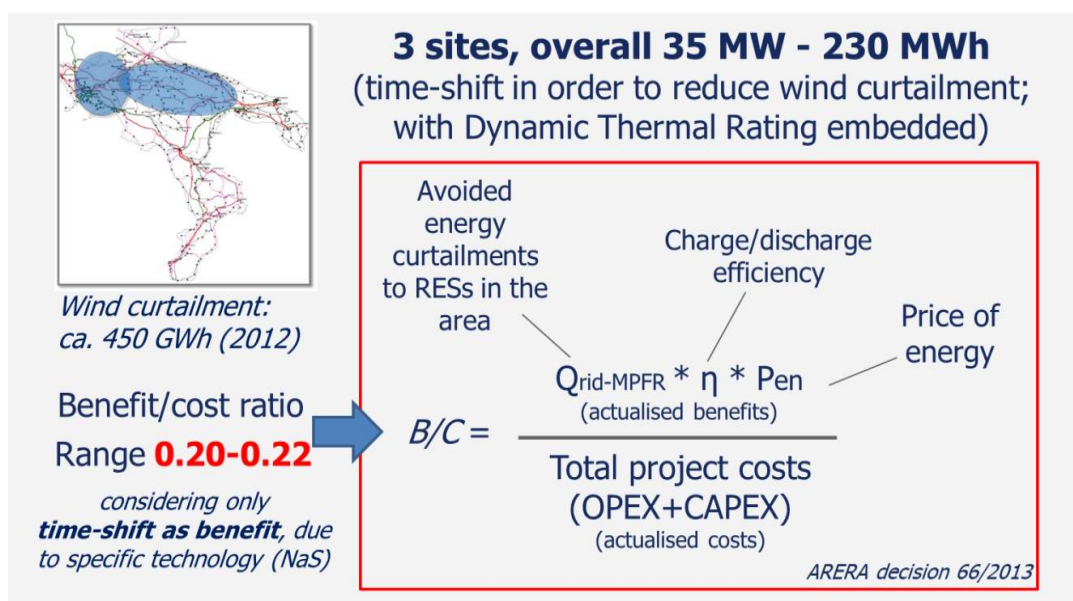 3 sites, overall 35 MW - 230 MWh
(time-shift in order to reduce wind curtailment;
with Dynamic Thermal Rating embedded)
Wind curtailment:
ca. 450 GWh (2012)
Benefit/cost ratio
Range 0.20-0.22
considering only
time-shift as benefit, due
to specific technology (NaS)
Avoided
energy
curtailments
to RESs in the
area
Charge/discharge
efficiency
Price of
energy
B/C =
Qrid-MPFR * η * Pen
(actualised benefits)
Total project costs
(OPEX+CAPEX)
(actualised costs)
ARERA decision 66/2013